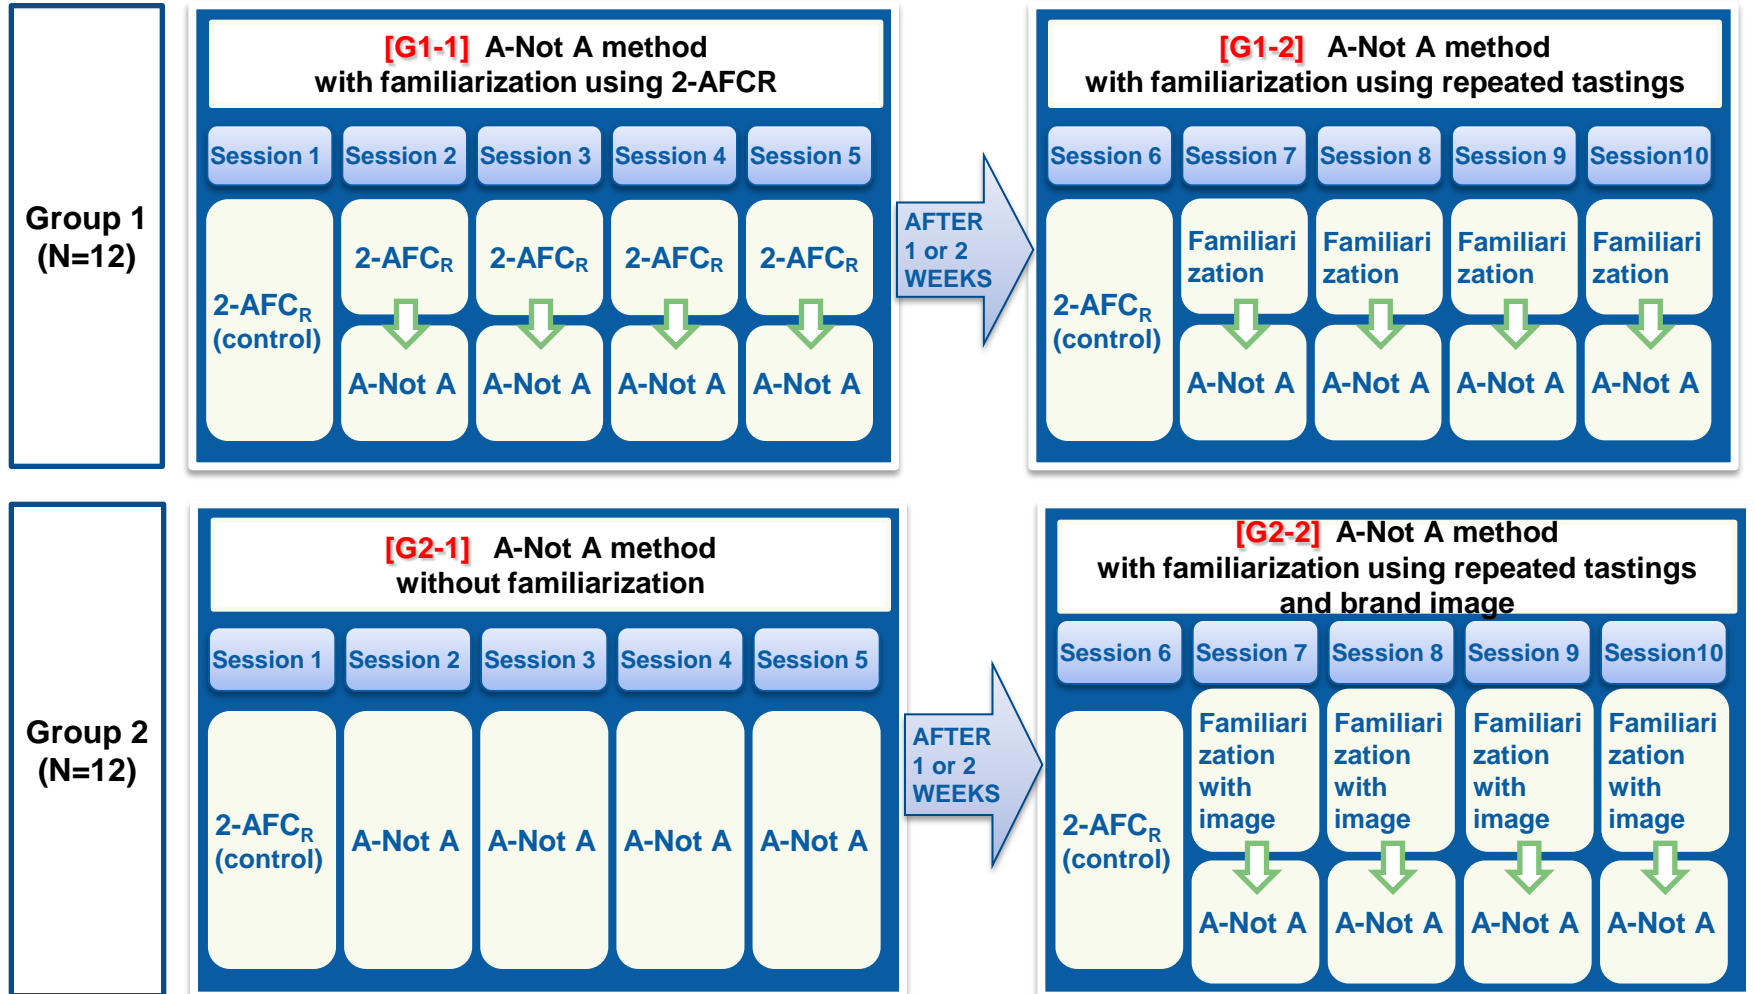 Group 1
(N=12)
[G1-1] A-Not A method
with familiarization using 2-AFCR
Session 1
Session 2
Session 3
Session 4
Session 5
2-AFCR
(control)
2-AFCR
2-AFCR
2-AFCR
2-AFCR
A-Not A
A-Not A
A-Not A
A-Not A
AFTER
1 or 2
WEEKS
[G1-2] A-Not A method
with familiarization using repeated tastings
Session 6
Session 7
Session 8
Session 9
Session10
2-AFCR
(control)
Familiari
zation
Familiari
zation
Familiari
zation
Familiari
zation
A-Not A
A-Not A
A-Not A
A-Not A
Group 2
(N=12)
[G2-1] A-Not A method
without familiarization
Session 1
Session 2
Session 3
Session 4
Session 5
2-AFCR
(control)
A-Not A
A-Not A
A-Not A
A-Not A
AFTER
1 or 2
WEEKS
[G2-2] A-Not A method
with familiarization using repeated tastings
and brand image
Session 6
Session 7
Session 8
Session 9
Session10
2-AFCR
(control)
Familiari
zation
with
image
Familiari
zation
with
image
Familiari
zation
with
image
Familiari
zation
with
image
A-Not A
A-Not A
A-Not A
A-Not A